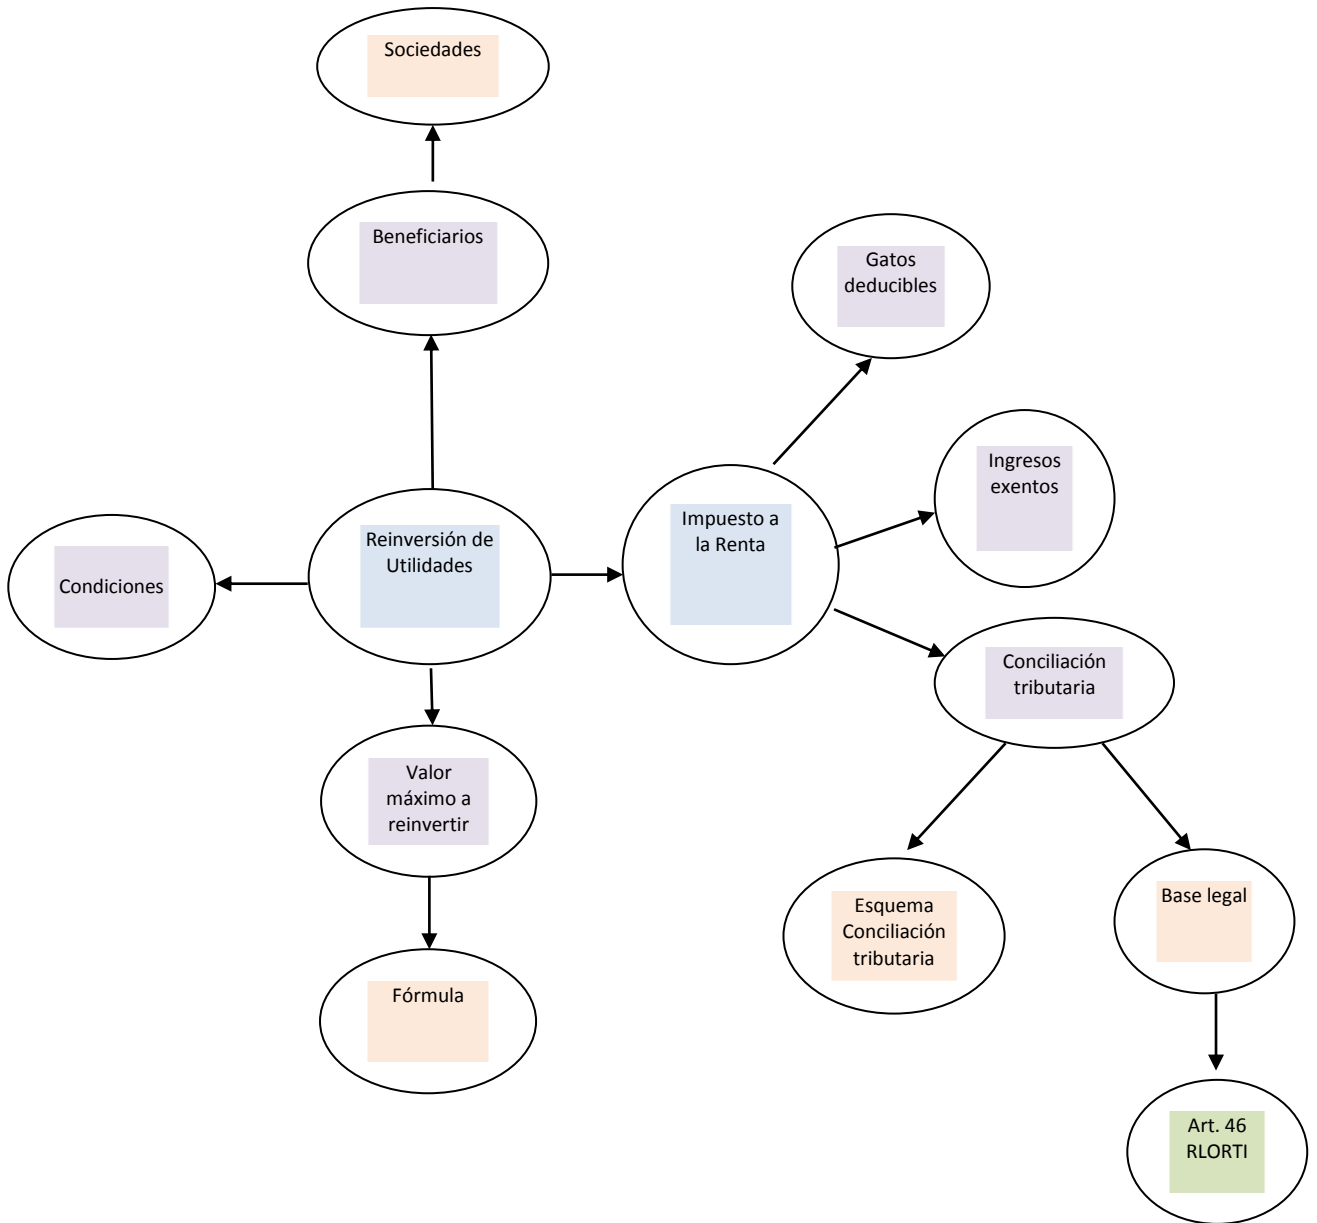 Sociedades
Beneficiarios
Gatos
deducibles
Ingresos
exentos
Impuesto a
la Renta
Reinversión de
Utilidades
Condiciones
Conciliación
tributaria
Valor
máximo a
reinvertir
Esquema
Conciliación
tributaria
Base legal
Fórmula
Art. 46
RLORTI